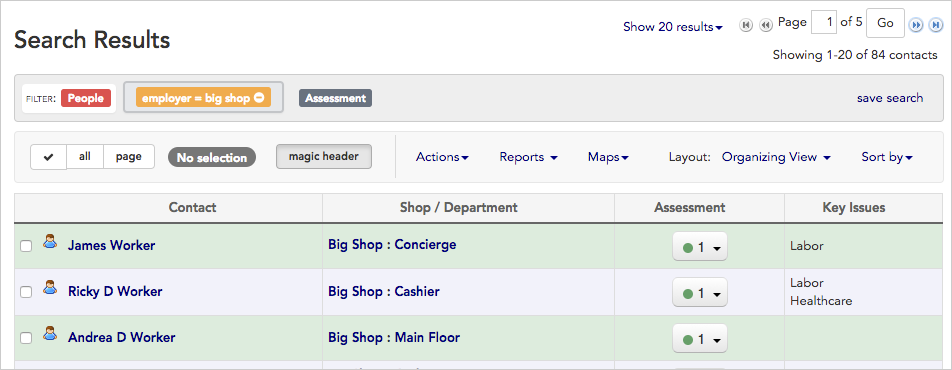 Search Results
Show 20 results
Page 1 of 5 Go
Showing 1-20 of 84 contacts
FILTER: People employer = big shop Assessment save search
all page No selection magic header Actions Reports Maps Layout: Organizing View Sort by
Contact Shop / Department Assessment Key Issues
James Worker Big Shop : Concierge 1 Labor
Ricky D Worker Big Shop : Cashier 1 Labor
Healthcare
Andrea D Worker Big Shop : Main Floor 1